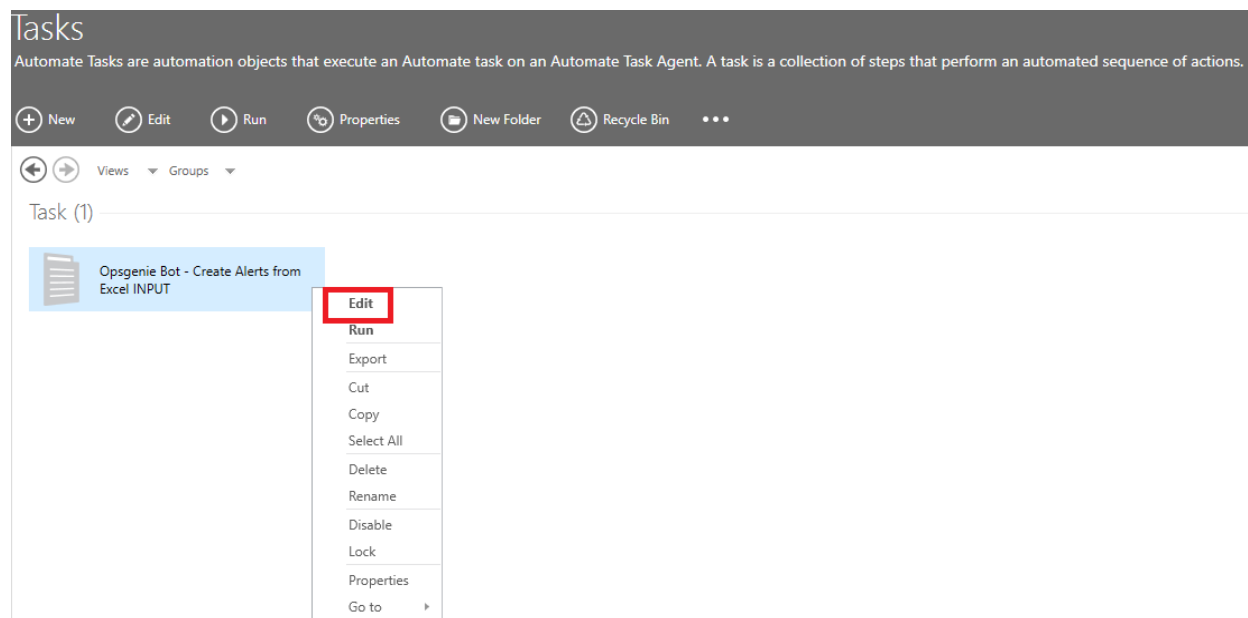 Tasks
Automate Tasks are automation objects that execute an Automate task on an Automate Task Agent. A task is a collection of steps that perform an automated sequence of actions.
New Edit Run Properties New Folder Recycle Bin
Views Groups
Task (1)
Opsgenie Bot - Create Alerts from
Excel INPUT
Edit
Run
Export
Cut
Copy
Select All
Delete
Rename
Disable
Lock
Properties
Go to